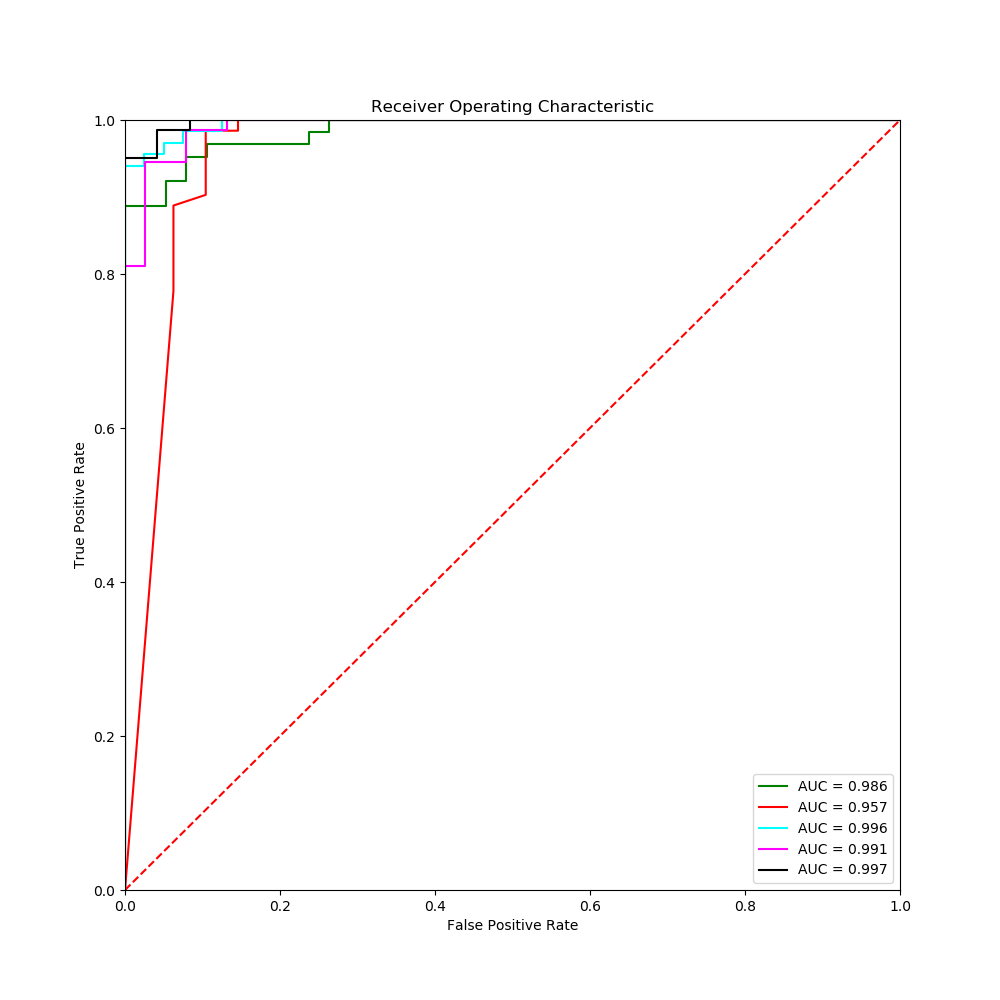 Receiver Operating Characteristic
1.0
0.8
0.6
0.4
0.2
0.0
True Positive Rate
0.0 0.2 0.4 0.6 0.8 1.0
False Positive Rate
AUC = 0.986
AUC = 0.957
AUC = 0.996
AUC = 0.991
AUC = 0.997